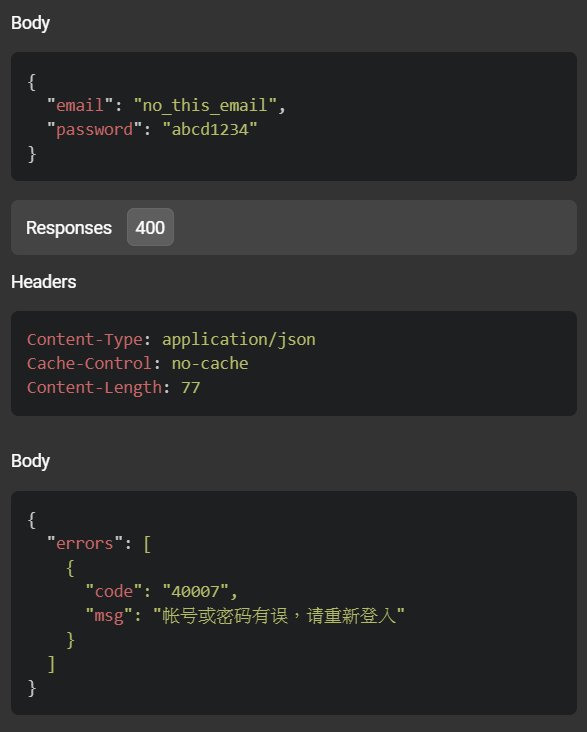 Body
{
"email": "no_this_email",
"password": "abcd1234"
}
Responses 400
Headers
Content-Type: application/json
Cache-Control: no-cache
Content-Length: 77
Body
{
"errors": [
{
"code": "40007",
"msg": "帐号或密码有误，请重新登入"
}
]
}